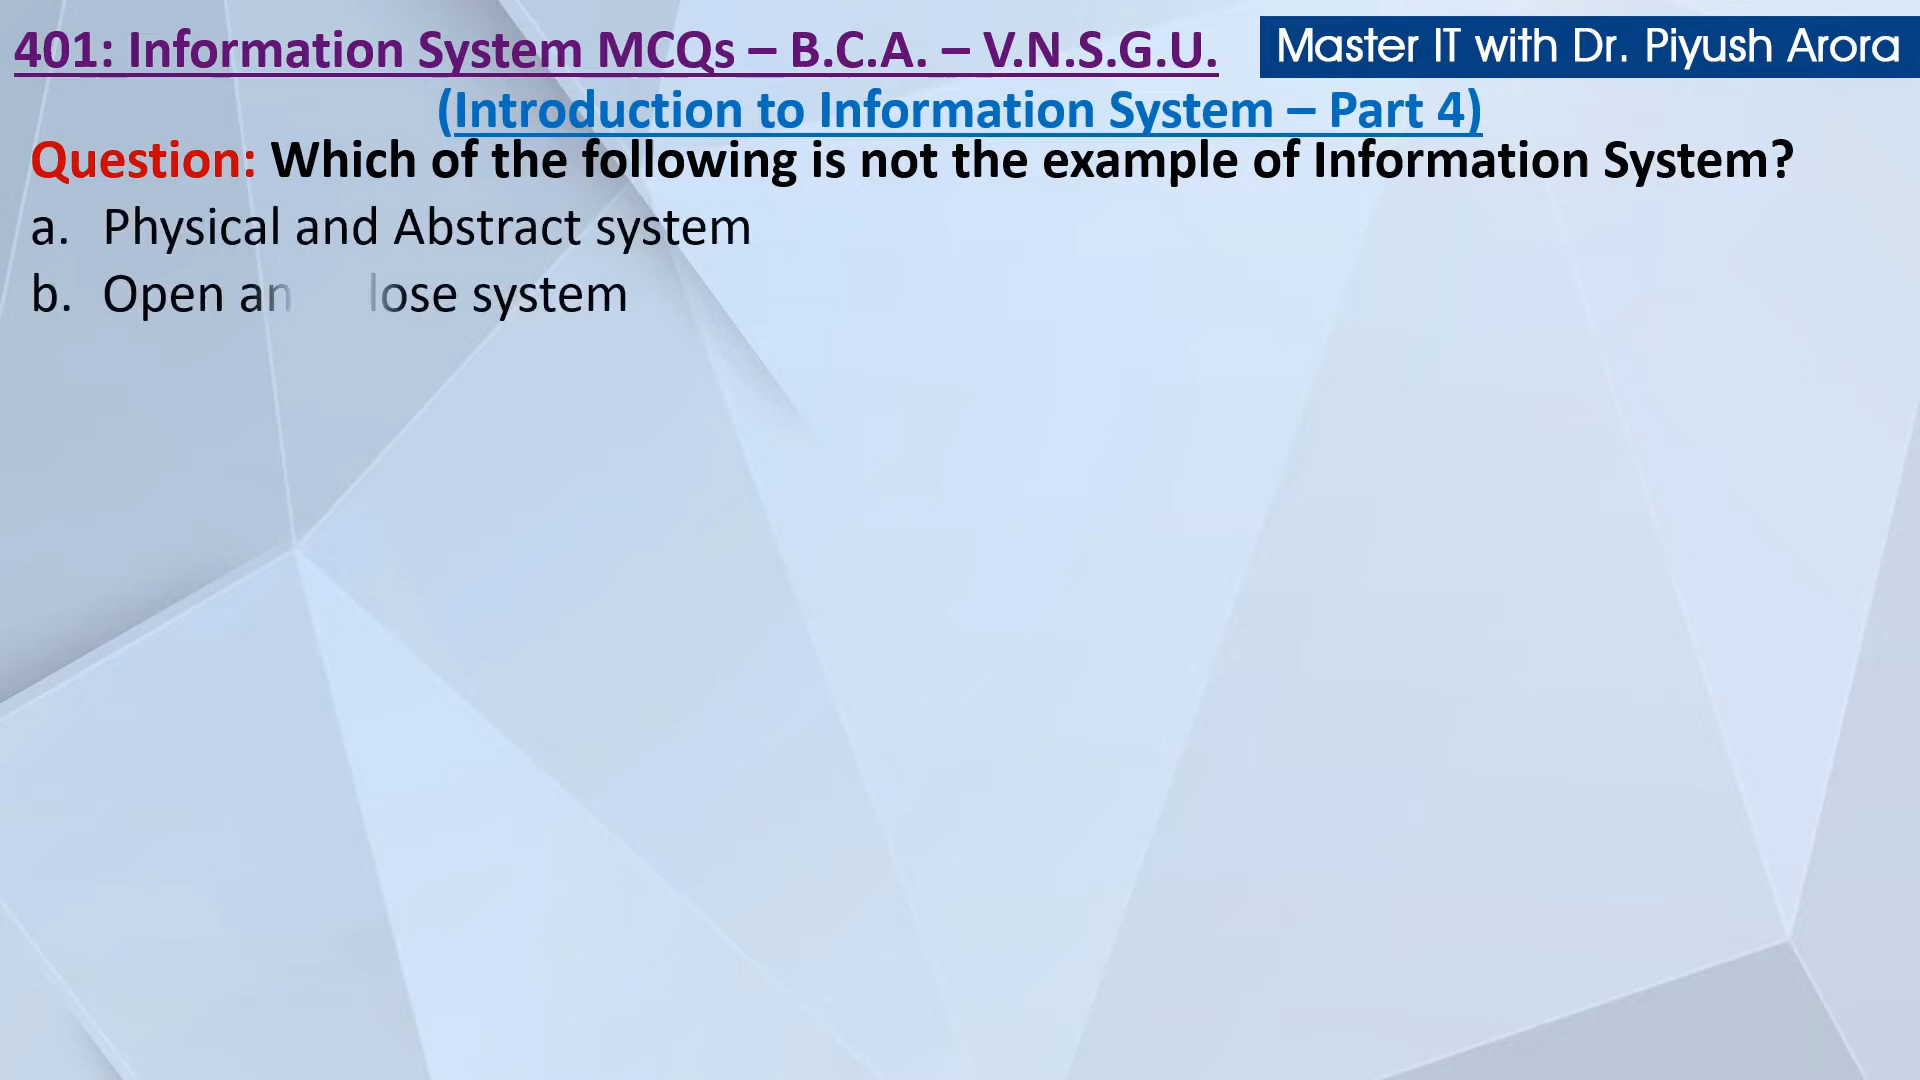 401: Information System MCQs – B.C.A. – V.N.S.G.U.
Master IT with Dr. Piyush Arora
(Introduction to Information System – Part 4)
Question: Which of the following is not the example of Information System?
a. Physical and Abstract system
b. Open an lose system